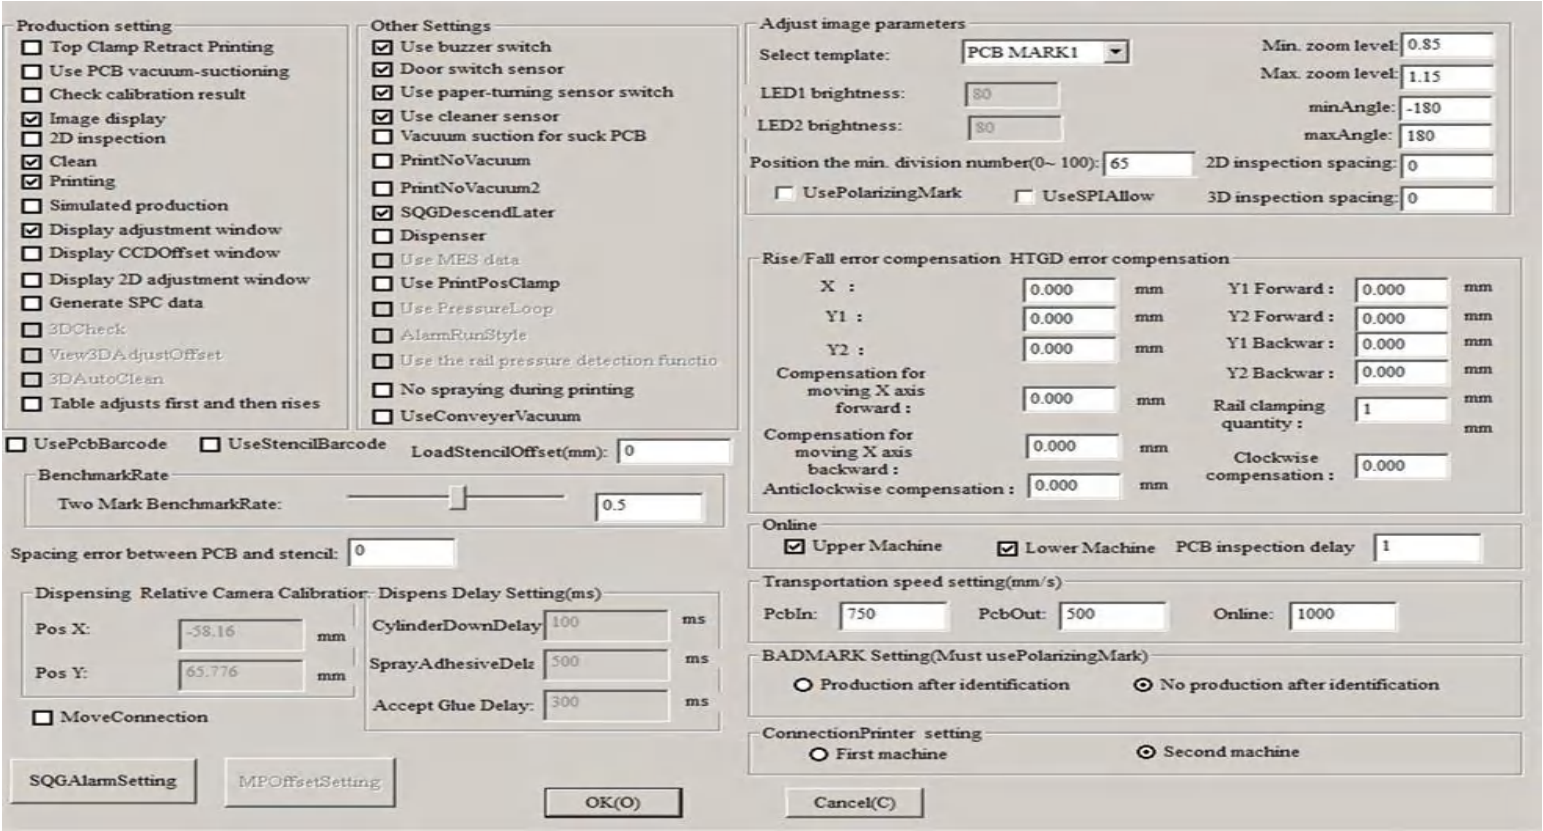 Production setting
Top Clamp Retract Printing
Use PCB vacuum-suctioning
Check calibration result
Image display
2D inspection
Clean
Printing
Simulated production
Display adjustment window
Display CCDOffset window
Display 2D adjustment window
Generate SPC data
3DCheck
View3DAdjustOffset
3DAutoClean
Table adjusts first and then rises
Other Settings
Use buzzer switch
Door switch sensor
Use paper-turning sensor switch
Use cleaner sensor
Vacuum suction for suck PCB
PrintNoVacuum
PrintNoVacuum2
SQGDescendLater
Dispenser
Use MES data
Use PrintPosClamp
Use PressureLoop
AlarmRunStyle
Use the rail pressure detection functio
No spraying during printing
UseConveyerVacuum
UsePcbBarcode UseStencilBarcode LoadStencilOffset(mm): 0
BenchmarkRate
Two Mark BenchmarkRate: 0.5
Spacing error between PCB and stencil: 0
Dispensing Relative Camera Calibration
Pos X: -58.16 mm
Pos Y: 65.776 mm
Dispens Delay Setting(ms)
CylinderDownDelay 100 ms
SprayAdhesiveDela 500 ms
Accept Glue Delay: 300 ms
MoveConnection
SQGAlarmSetting MPOffsetSetting
OK(O) Cancel(C)
Adjust image parameters
Select template: PCB MARK1
LED1 brightness: 80
LED2 brightness: 80
Min. zoom level: 0.85
Max. zoom level: 1.15
minAngle: -180
maxAngle: 180
Position the min. division number(0~ 100): 65 2D inspection spacing: 0
UsePolarizingMark UseSPIAllow 3D inspection spacing: 0
Rise/Fall error compensation HTGD error compensation
X : 0.000 mm Y1 Forward : 0.000 mm
Y1 : 0.000 mm Y2 Forward : 0.000 mm
Y2 : 0.000 mm Y1 Backwar : 0.000 mm
Y2 Backwar : 0.000 mm
Compensation for
moving X axis
forward : 0.000 mm
Rail clamping
quantity : 1 mm
mm
Compensation for
moving X axis
backward : 0.000 mm
Clockwise
compensation : 0.000
Anticlockwise compensation : 0.000 mm
Online
Upper Machine Lower Machine PCB inspection delay 1
Transportation speed setting(mm/s)
PcbIn: 750 PcbOut: 500 Online: 1000
BADMARK Setting(Must usePolarizingMark)
Production after identification No production after identification
ConnectionPrinter setting
First machine Second machine